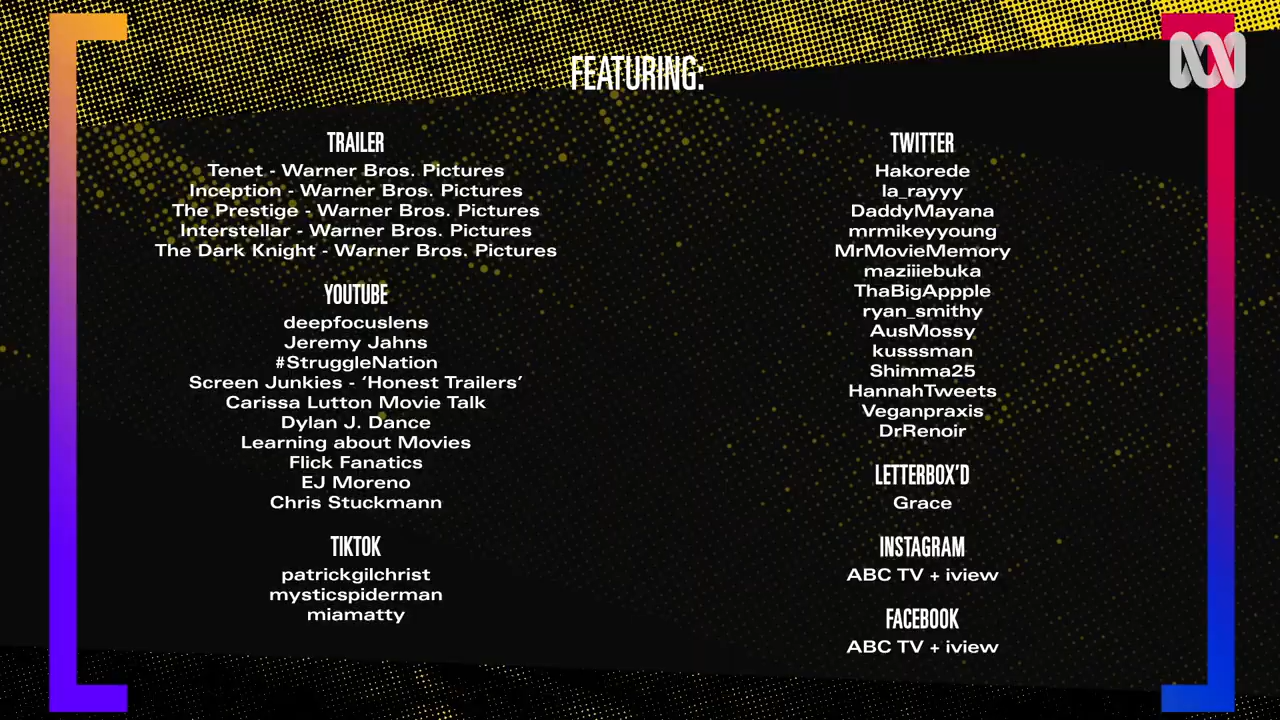 FEATURING:
TRAILER
Tenet - Warner Bros. Pictures
Inception - Warner Bros. Pictures
The Prestige - Warner Bros. Pictures
Interstellar - Warner Bros. Pictures
The Dark Knight - Warner Bros. Pictures
YOUTUBE
deepfocuslens
Jeremy Jahns
#StruggleNation
Screen Junkies - ‘Honest Trailers’
Carissa Lutton Movie Talk
Dylan J. Dance
Learning about Movies
Flick Fanatics
EJ Moreno
Chris Stuckmann
TIKTOK
patrickgilchrist
mysticspiderman
miamatty
TWITTER
Hakorede
la_rayyy
DaddyMayana
mrmikeyyoung
MrMovieMemory
maziiiebuka
ThaBigAppple
ryan_smithy
AusMossy
kusssman
Shimma25
HannahTweets
Veganpraxis
DrRenoir
LETTERBOX’D
Grace
INSTAGRAM
ABC TV + iview
FACEBOOK
ABC TV + iview